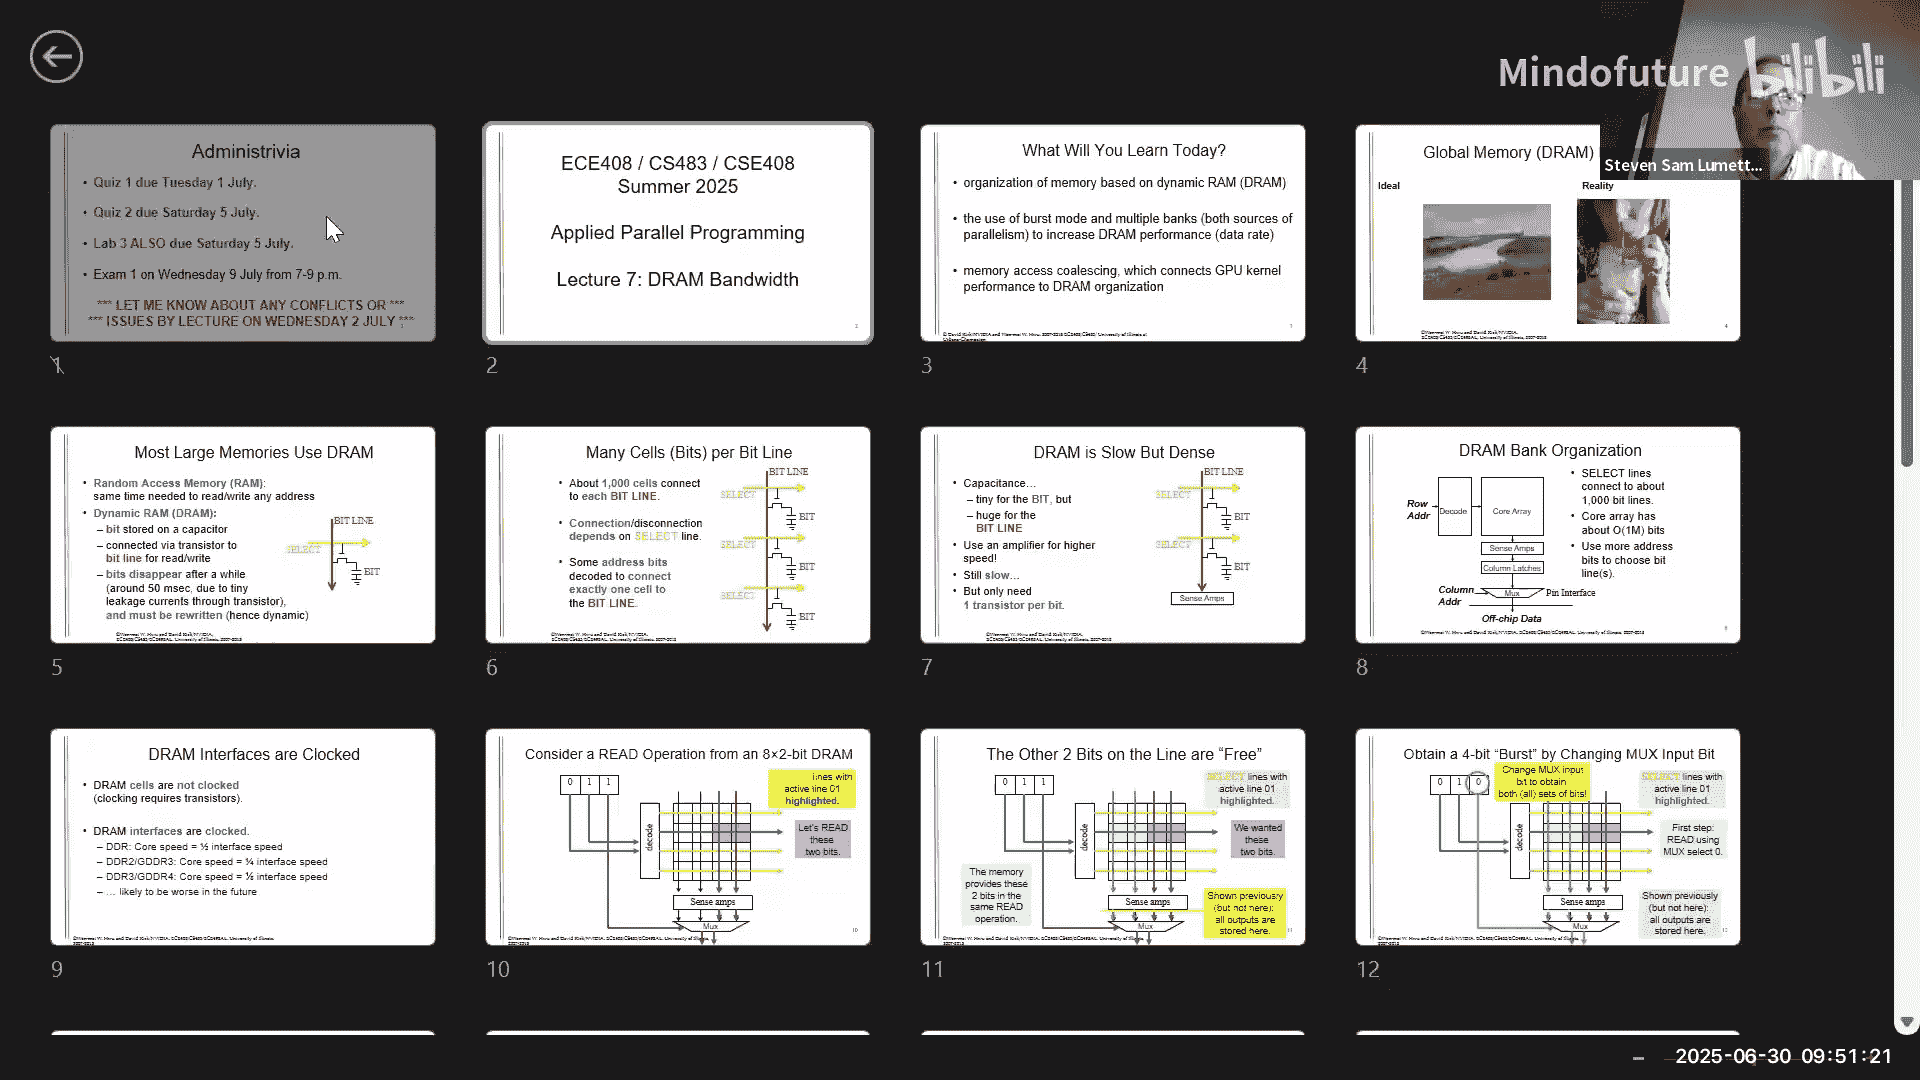 Mindofuture bilibili
Steven Sam Lumett...
Administrivia
• Quiz 1 due Tuesday 1 July.
• Quiz 2 due Saturday 5 July.
• Lab 3 ALSO due Saturday 5 July.
• Exam 1 on Wednesday 9 July from 7-9 p.m.
*** LET ME KNOW ABOUT ANY CONFLICTS OR ***
*** ISSUES BY LECTURE ON WEDNESDAY 2 JULY ***
1
ECE408 / CS483 / CSE408
Summer 2025
Applied Parallel Programming
Lecture 7: DRAM Bandwidth
2
What Will You Learn Today?
• organization of memory based on dynamic RAM (DRAM)
• the use of burst mode and multiple banks (both sources of
parallelism) to increase DRAM performance (data rate)
• memory access coalescing, which connects GPU kernel
performance to DRAM organization
3
Global Memory (DRAM)
Ideal
Reality
4
Most Large Memories Use DRAM
• Random Access Memory (RAM):
same time needed to read/write any address
• Dynamic RAM (DRAM):
– bit stored on a capacitor
– connected via transistor to
bit line for read/write
– bits disappear after a while
(around 50 msec, due to tiny
leakage currents through transistor),
and must be rewritten (hence dynamic)
BIT LINE
SELECT
BIT
5
Many Cells (Bits) per Bit Line
• About 1,000 cells connect
to each BIT LINE.
• Connection/disconnection
depends on SELECT line.
• Some address bits
decoded to connect
exactly one cell to
the BIT LINE.
BIT LINE
SELECT
BIT
SELECT
BIT
SELECT
BIT
6
DRAM is Slow But Dense
• Capacitance…
– tiny for the BIT, but
– huge for the
BIT LINE
• Use an amplifier for higher
speed!
• Still slow…
• But only need
1 transistor per bit.
BIT LINE
SELECT
BIT
SELECT
BIT
Sense Amps
7
DRAM Bank Organization
Row
Addr
Decode
Core Array
Sense Amps
Column Latches
Column
Addr
Mux
Pin Interface
Off-chip Data
• SELECT lines
connect to about
1,000 bit lines.
• Core array has
about O(1M) bits
• Use more address
bits to choose bit
line(s).
8
DRAM Interfaces are Clocked
• DRAM cells are not clocked
(clocking requires transistors).
• DRAM interfaces are clocked.
– DDR: Core speed = ½ interface speed
– DDR2/GDDR3: Core speed = ¼ interface speed
– DDR3/GDDR4: Core speed = ⅛ interface speed
– … likely to be worse in the future
9
Consider a READ Operation from an 8×2-bit DRAM
0 1 1
lines with
active line 01
highlighted.
decode
Let's READ
these
two bits.
Sense amps
Mux
10
The Other 2 Bits on the Line are “Free”
0 1 1
SELECT lines with
active line 01
highlighted.
decode
We wanted
these
two bits.
The memory
provides these
2 bits in the
same READ
operation.
Sense amps
Mux
Shown previously
(but not here):
all outputs are
stored here.
11
Obtain a 4-bit “Burst” by Changing MUX Input Bit
0 1 0
Change MUX input
bit to obtain
both (all) sets of bits!
SELECT lines with
active line 01
highlighted.
decode
First step:
READ using
MUX select 0.
Sense amps
Mux
Shown previously
(but not here):
all outputs are
stored here.
12
2025-06-30 09:51:21